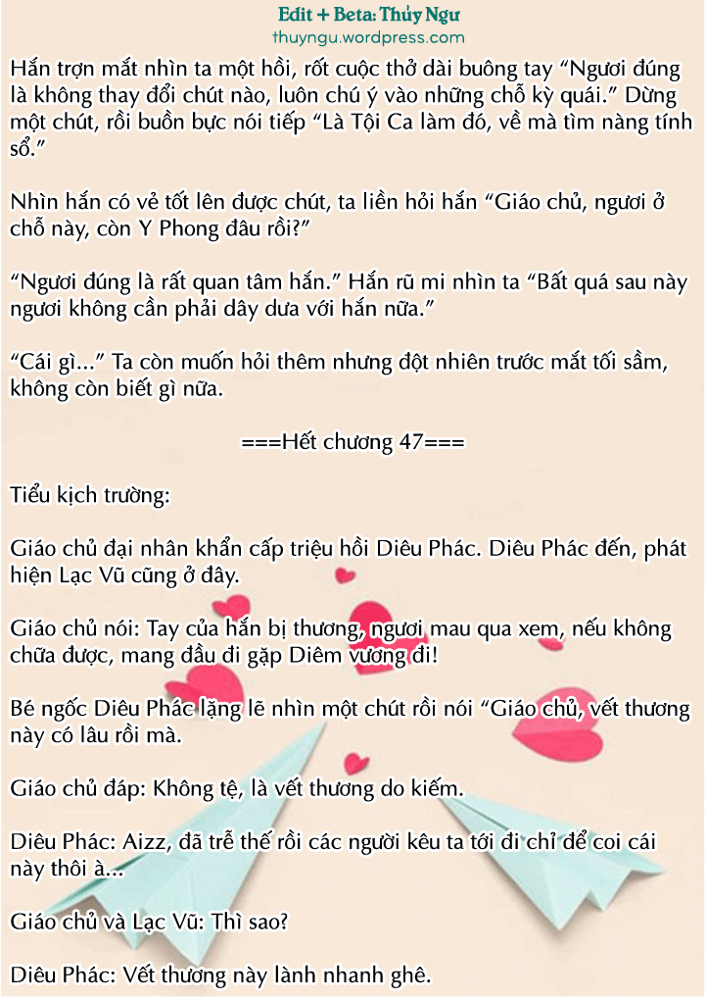 Edit + Beta: Thủy Ngư
thuyngu.wordpress.com
Hắn trợn mắt nhìn ta một hồi, rốt cuộc thở dài buông tay “Ngươi đúng
là không thay đổi chút nào, luôn chú ý vào những chỗ kỳ quái.” Dừng
một chút, rồi buồn bực nói tiếp “Là Tội Ca làm đó, về mà tìm nàng tính
sổ.”
Nhìn hắn có vẻ tốt lên được chút, ta liền hỏi hắn “Giáo chủ, ngươi ở
chỗ này, còn Y Phong đâu rồi?”
“Ngươi đúng là rất quan tâm hắn.” Hắn rũ mi nhìn ta “Bất quá sau này
ngươi không cần phải dây dưa với hắn nữa.”
“Cái gì...” Ta còn muốn hỏi thêm nhưng đột nhiên trước mắt tối sầm,
không còn biết gì nữa.
===Hết chương 47===
Tiểu kịch trường:
Giáo chủ đại nhân khẩn cấp triệu hồi Diêu Phác. Diêu Phác đến, phát
hiện Lạc Vũ cũng ở đây.
Giáo chủ nói: Tay của hắn bị thương, ngươi mau qua xem, nếu không
chữa được, mang đầu đi gặp Diêm vương đi!
Bé ngốc Diêu Phác lặng lẽ nhìn một chút rồi nói “Giáo chủ, vết thương
này có lâu rồi mà.
Giáo chủ đáp: Không tệ, là vết thương do kiếm.
Diêu Phác: Aizz, đã trễ thế rồi các người kêu ta tới đi chỉ để coi cái
này thôi à...
Giáo chủ và Lạc Vũ: Thì sao?
Diêu Phác: Vết thương này lành nhanh ghê.